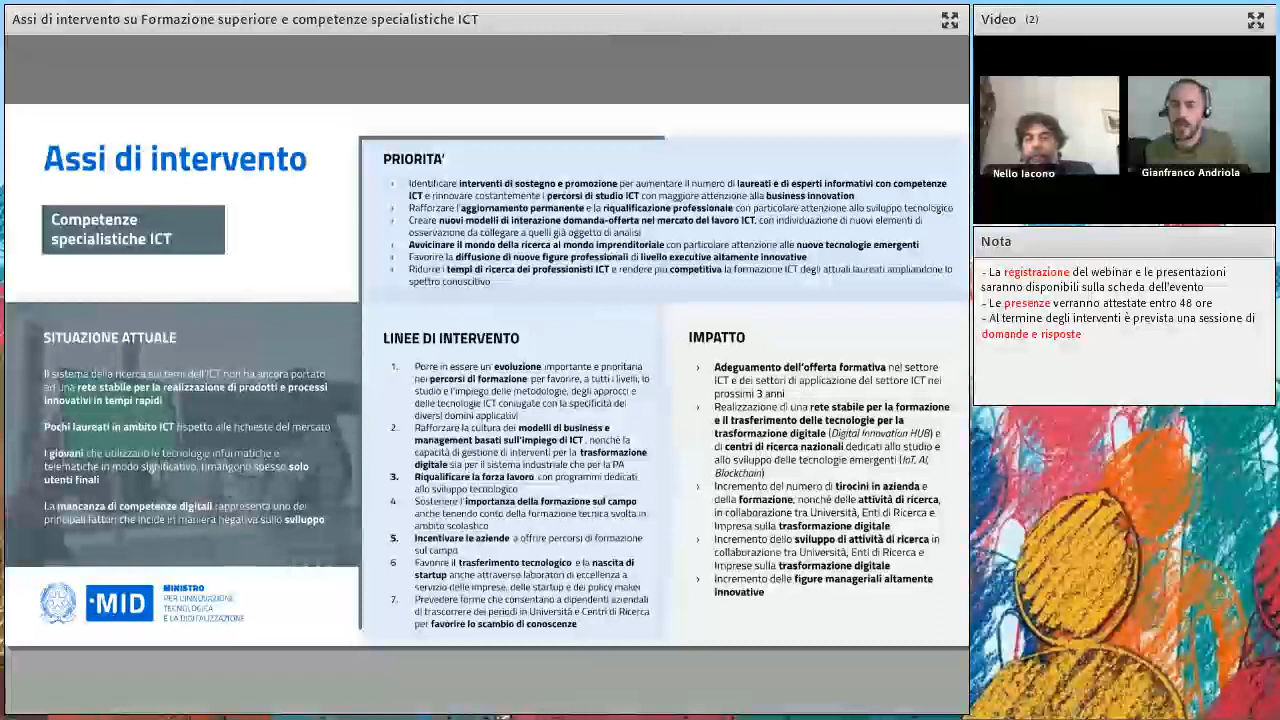 Assi di intervento su Formazione superiore e competenze specialistiche ICT
Assi di intervento
Competenze
specialistiche ICT
PRIORITA'
› Identificare interventi di sostegno e promozione per aumentare il numero di laureati e di esperti informativi con competenze
ICT e rinnovare costantemente i percorsi di studio ICT con maggiore attenzione alla business innovation
› Rafforzare l'aggiornamento permanente e la riqualificazione professionale con particolare attenzione allo sviluppo tecnologico
› Creare nuovi modelli di interazione domanda-offerta nel mercato del lavoro ICT, con individuazione di nuovi elementi di
osservazione da collegare a quelli già oggetto di analisi
› Avvicinare il mondo della ricerca al mondo imprenditoriale con particolare attenzione alle nuove tecnologie emergenti
› Favorire la diffusione di nuove figure professionali di livello executive altamente innovative
› Ridurre i tempi di ricerca dei professionisti ICT e rendere più competitiva la formazione ICT degli attuali laureati ampliandone lo
spettro conoscitivo
SITUAZIONE ATTUALE
Il sistema della ricerca sui temi dell'ICT non ha ancora portato
ad una rete stabile per la realizzazione di prodotti e processi
innovativi in tempi rapidi
Pochi laureati in ambito ICT rispetto alle richieste del mercato
I giovani che utilizzano le tecnologie informatiche e
telematiche in modo significativo, rimangono spesso solo
utenti finali
La mancanza di competenze digitali rappresenta uno dei
principali fattori che incide in maniera negativa sullo sviluppo
LINEE DI INTERVENTO
1. Porre in essere un'evoluzione importante e prioritaria
nei percorsi di formazione per favorire, a tutti i livelli, lo
studio e l'impiego delle metodologie, degli approcci e
delle tecnologie ICT coniugate con la specificità dei
diversi domini applicativi
2. Rafforzare la cultura dei modelli di business e
management basati sull'impiego di ICT, nonché la
capacità di gestione di interventi per la trasformazione
digitale sia per il sistema industriale che per la PA
3. Riqualificare la forza lavoro con programmi dedicati
allo sviluppo tecnologico
4. Sostenere l'importanza della formazione sul campo
anche tenendo conto della formazione tecnica svolta in
ambito scolastico
5. Incentivare le aziende a offrire percorsi di formazione
sul campo
6. Favorire il trasferimento tecnologico e la nascita di
startup anche attraverso laboratori di eccellenza a
servizio delle imprese, delle startup e dei policy maker
7. Prevedere forme che consentano a dipendenti aziendali
di trascorrere dei periodi in Università e Centri di Ricerca
per favorire lo scambio di conoscenze
IMPATTO
› Adeguamento dell'offerta formativa nel settore
ICT e dei settori di applicazione del settore ICT nei
prossimi 3 anni
› Realizzazione di una rete stabile per la formazione
e il trasferimento delle tecnologie per la
trasformazione digitale (Digital Innovation HUB) e
di centri di ricerca nazionali dedicati allo studio e
allo sviluppo delle tecnologie emergenti (IoT, AI,
Blockchain)
› Incremento del numero di tirocini in azienda e
della formazione, nonché delle attività di ricerca,
in collaborazione tra Università, Enti di Ricerca e
Impresa sulla trasformazione digitale
› Incremento dello sviluppo di attività di ricerca in
collaborazione tra Università, Enti di Ricerca e
Imprese sulla trasformazione digitale
› Incremento delle figure manageriali altamente
innovative
·MID
MINISTRO
PER L'INNOVAZIONE
TECNOLOGICA
E LA DIGITALIZZAZIONE
Video (2)
Nello Iacono
Gianfranco Andriola
Nota
- La registrazione del webinar e le presentazioni
saranno disponibili sulla scheda dell'evento
- Le presenze verranno attestate entro 48 ore
- Al termine degli interventi è prevista una sessione di
domande e risposte